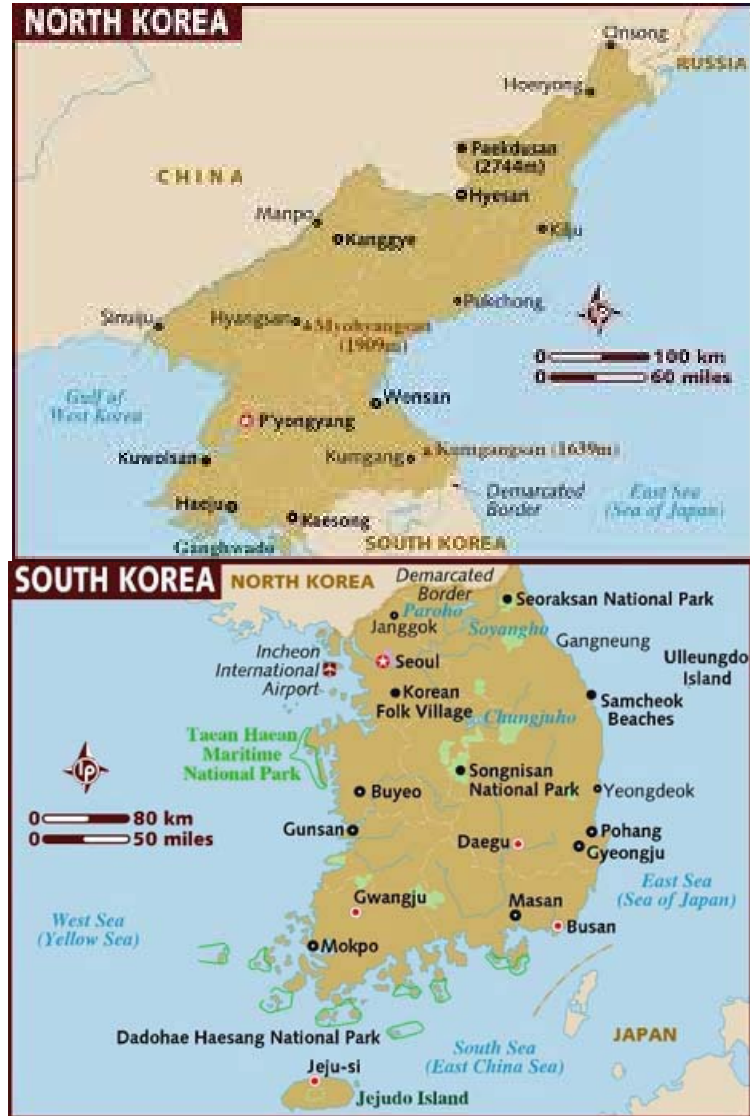 NORTH KOREA
Onsong
RUSSIA
Hoeryong
Paekdusan
(2744m)
CHINA
Hyesan
Manpo
Kanggye
Kilju
Pukchong
Sinuiju
Hyangsan
Myohyangsan
(1909m)
0 100 km
0 60 miles
Gulf of
West Korea
Wonsan
P'yongyang
Kuwolsan
Kumgang
Kumgangsan (1639m)
Haeju
Kaesong
Demarcated
Border
East Sea
(Sea of Japan)
Ganghwado
SOUTH KOREA
SOUTH KOREA
NORTH KOREA
Demarcated
Border
Paroho
Janggok
Seoraksan National Park
Soyangho
Gangneung
Incheon
International
Airport
Seoul
Ulleungdo
Island
Korean
Folk Village
Samcheok
Beaches
Chungjuho
Taean Haean
Maritime
National Park
lp
Songnisan
National Park
Buyeo
Yeongdeok
0 80 km
0 50 miles
Gunsan
Daegu
Pohang
Gyeongju
East Sea
(Sea of Japan)
Gwangju
Masan
Busan
West Sea
(Yellow Sea)
Mokpo
Dadohae Haesang National Park
South Sea
(East China Sea)
JAPAN
Jeju-si
Jejudo Island